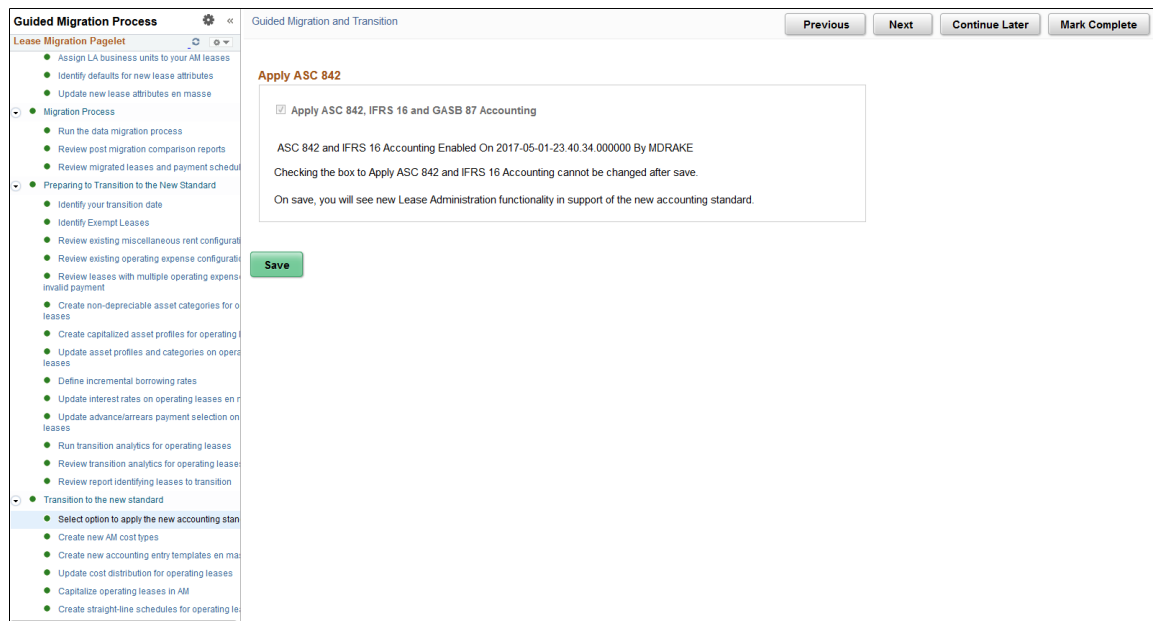 Guided Migration Process
«
Lease Migration Pagelet
Assign LA business units to your AM leases
Identify defaults for new lease attributes
Update new lease attributes en masse
Migration Process
Run the data migration process
Review post migration comparison reports
Review migrated leases and payment schedul
Preparing to Transition to the New Standard
Identify your transition date
Identify Exempt Leases
Review existing miscellaneous rent configurati
Review existing operating expense configuratio
Review leases with multiple operating expense
invalid payment
Create non-depreciable asset categories for o
leases
Create capitalized asset profiles for operating l
Update asset profiles and categories on opera
leases
Define incremental borrowing rates
Update interest rates on operating leases en
Update advance/arrears payment selection on
leases
Run transition analytics for operating leases
Review transition analytics for operating leases
Review report identifying leases to transition
Transition to the new standard
Select option to apply the new accounting stan
Create new AM cost types
Create new accounting entry templates en mas
Update cost distribution for operating leases
Capitalize operating leases in AM
Create straight-line schedules for operating lea
Guided Migration and Transition
Previous
Next
Continue Later
Mark Complete
Apply ASC 842
Apply ASC 842, IFRS 16 and GASB 87 Accounting
ASC 842 and IFRS 16 Accounting Enabled On 2017-05-01-23.40.34.000000 By MDRAKE
Checking the box to Apply ASC 842 and IFRS 16 Accounting cannot be changed after save.
On save, you will see new Lease Administration functionality in support of the new accounting standard.
Save